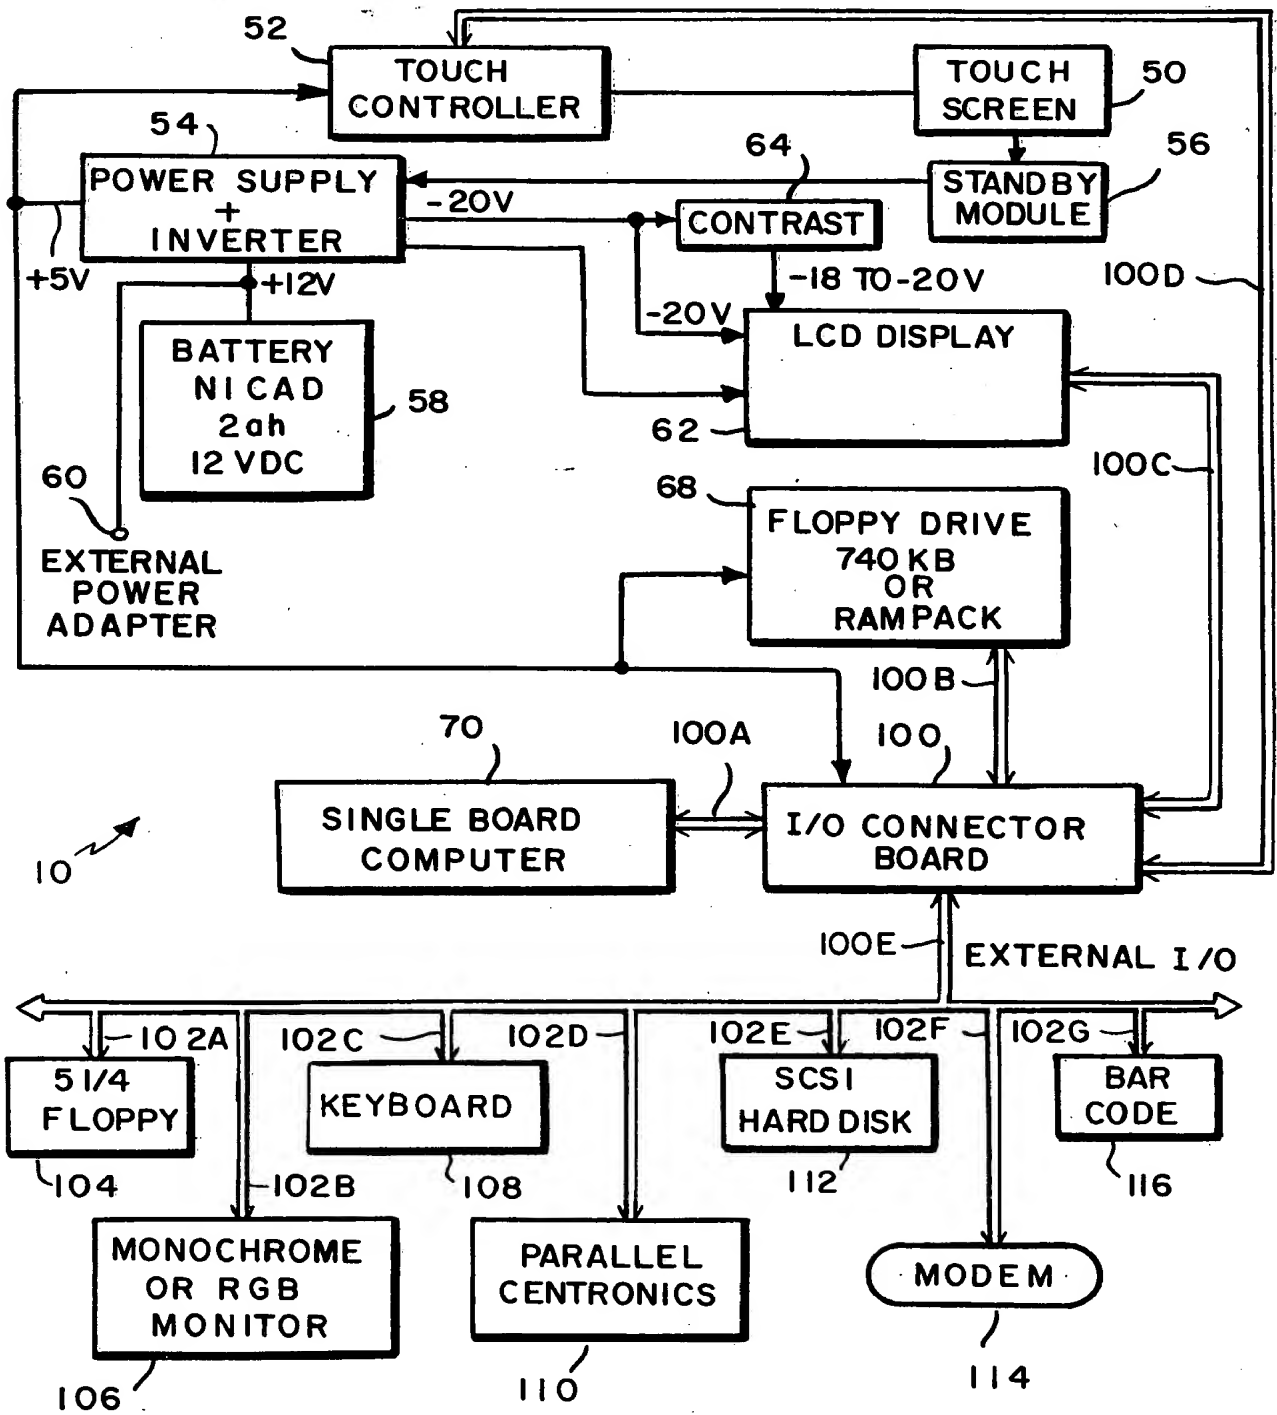 52
TOUCH
CONTROLLER
TOUCH
SCREEN
50
54
64
56
POWER SUPPLY
+
INVERTER
-20V
CONTRAST
STANDBY
MODULE
+5V
+12V
-18 TO -20V
100D
-20V
LCD DISPLAY
BATTERY
NICAD
2ah
12 VDC
58
62
100C
60
68
FLOPPY DRIVE
740 KB
OR
RAM PACK
EXTERNAL
POWER
ADAPTER
100B
70
100A
100
SINGLE BOARD
COMPUTER
I/O CONNECTOR
BOARD
10
100E
EXTERNAL I/O
102A
102C
102D
102E
102F
102G
5 1/4
FLOPPY
KEYBOARD
SCSI
HARD DISK
BAR
CODE
104
102B
108
112
116
MONOCHROME
OR RGB
MONITOR
PARALLEL
CENTRONICS
MODEM
106
110
114